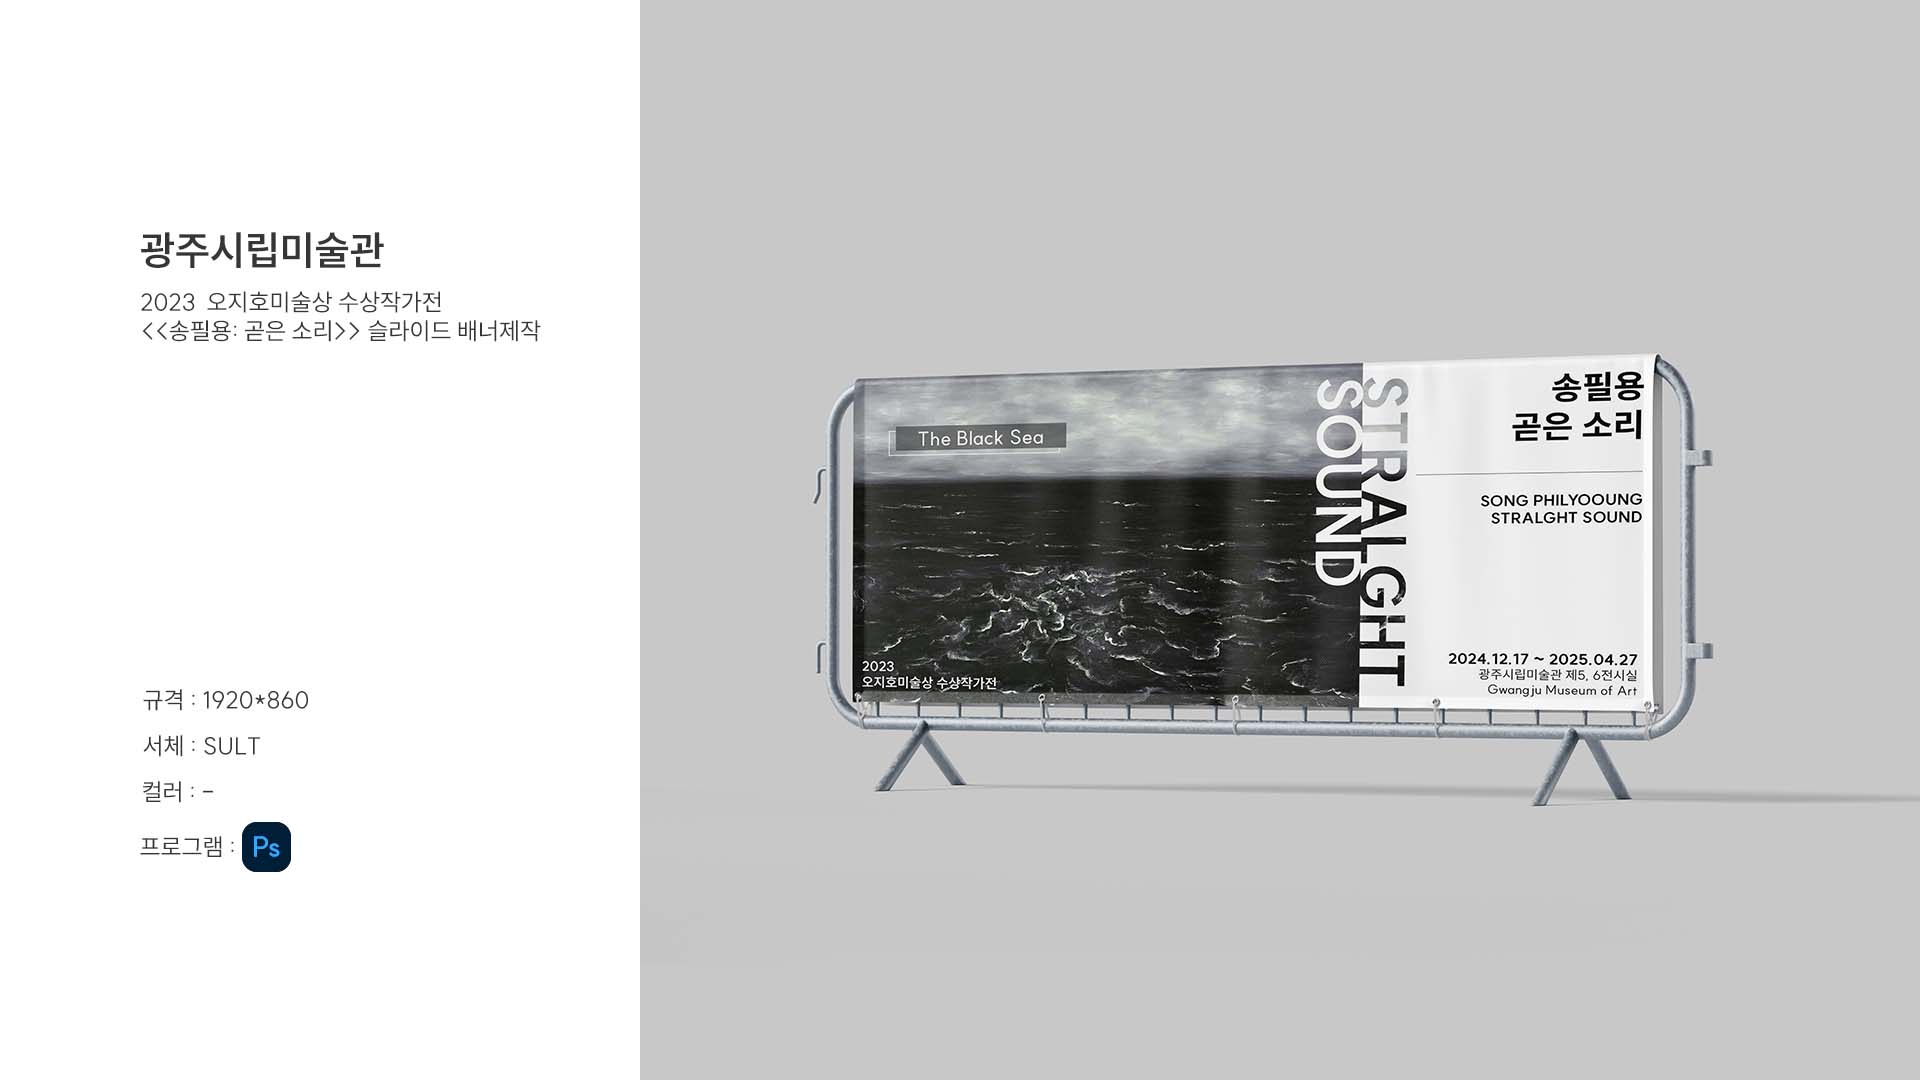 광주시립미술관
2023 오지호미술상 수상작가전
<<송필용: 곧은 소리>> 슬라이드 배너제작
규격 : 1920*860
서체 : SULT
컬러 : -
프로그램 : Ps
The Black Sea
2023
오지호미술상 수상작가전
STRALGHT
SOUND
송필용
곧은 소리
SONG PHILYOOUNG
STRALGHT SOUND
2024.12.17 ~ 2025.04.27
광주시립미술관 제5, 6전시실
Gwangju Museum of Art